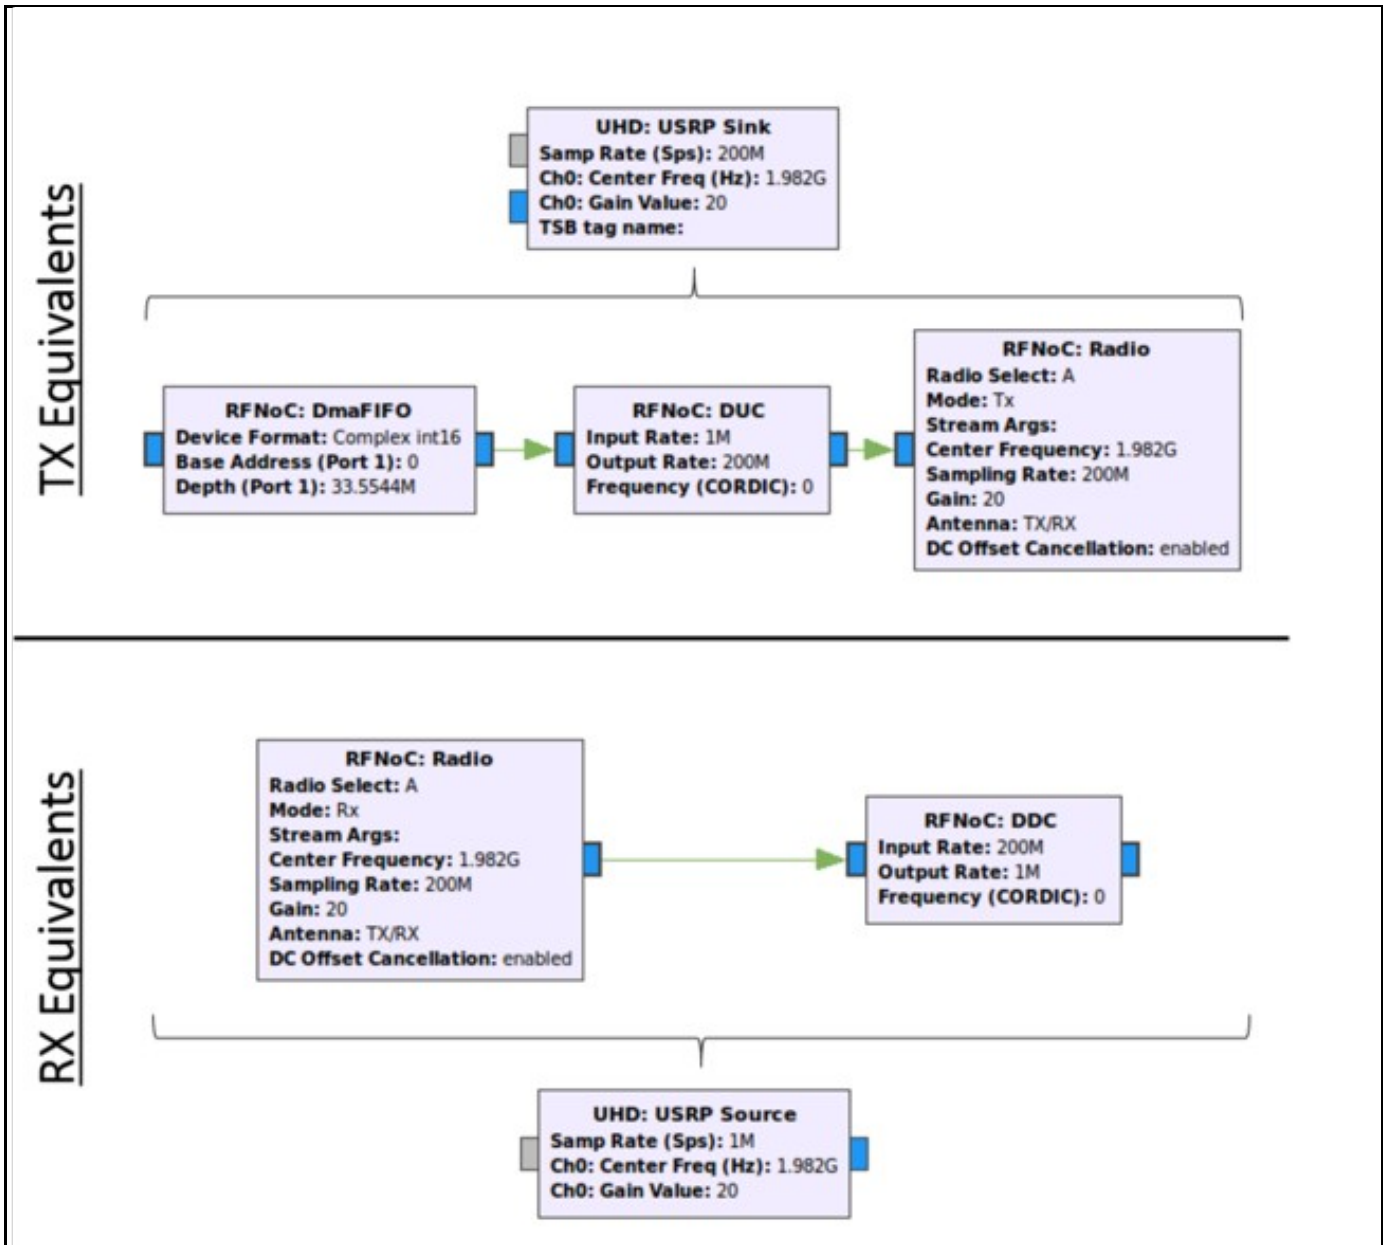 TX Equivalents
UHD: USRP Sink
Samp Rate (Sps): 200M
Ch0: Center Freq (Hz): 1.982G
Ch0: Gain Value: 20
TSB tag name:
RFNoC: DmaFIFO
Device Format: Complex int16
Base Address (Port 1): 0
Depth (Port 1): 33.5544M
RFNoC: DUC
Input Rate: 1M
Output Rate: 200M
Frequency (CORDIC): 0
RFNoC: Radio
Radio Select: A
Mode: Tx
Stream Args:
Center Frequency: 1.982G
Sampling Rate: 200M
Gain: 20
Antenna: TX/RX
DC Offset Cancellation: enabled
RX Equivalents
RFNoC: Radio
Radio Select: A
Mode: Rx
Stream Args:
Center Frequency: 1.982G
Sampling Rate: 200M
Gain: 20
Antenna: TX/RX
DC Offset Cancellation: enabled
RFNoC: DDC
Input Rate: 200M
Output Rate: 1M
Frequency (CORDIC): 0
UHD: USRP Source
Samp Rate (Sps): 1M
Ch0: Center Freq (Hz): 1.982G
Ch0: Gain Value: 20